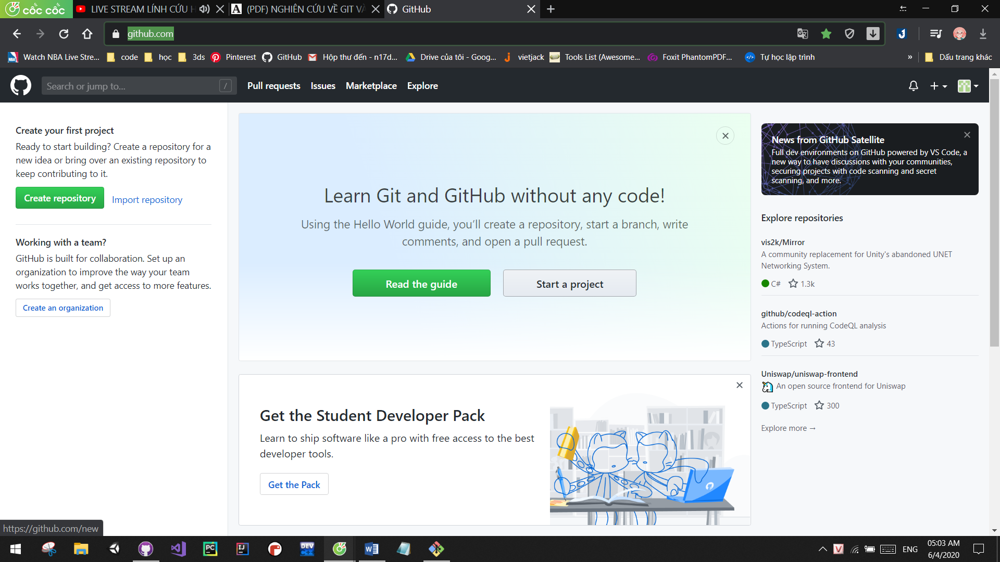 cốc cốc
LIVE STREAM LÍNH CỨU H
(PDF) NGHIÊN CỨU VỀ GIT VÀ
GitHub
github.com
Watch NBA Live Stre...
code
học
3ds
Pinterest
GitHub
Hộp thư đến - n17d...
Drive của tôi - Goog...
vietjack
Tools List (Awesome...
Foxit PhantomPDF...
Tự học lập trình
»
Dấu trang khác
Search or jump to...
/
Pull requests
Issues
Marketplace
Explore
Create your first project
Ready to start building? Create a repository for a
new idea or bring over an existing repository to
keep contributing to it.
Create repository
Import repository
Working with a team?
GitHub is built for collaboration. Set up an
organization to improve the way your team
works together, and get access to more features.
Create an organization
Learn Git and GitHub without any code!
Using the Hello World guide, you’ll create a repository, start a branch, write
comments, and open a pull request.
Read the guide
Start a project
Get the Student Developer Pack
Learn to ship software like a pro with free access to the best
developer tools.
Get the Pack
News from GitHub Satellite
Full dev environments on GitHub powered by VS Code, a
new way to have discussions with your communities,
securing projects with code scanning and secret
scanning, and more.
Explore repositories
vis2k/Mirror
A community replacement for Unity's abandoned UNET
Networking System.
C# 1.3k
github/codeql-action
Actions for running CodeQL analysis
TypeScript 43
Uniswap/uniswap-frontend
An open source frontend for Uniswap
TypeScript 300
Explore more →
https://github.com/new
PC
IJ
DEV
W
V
ENG
05:03 AM
6/4/2020